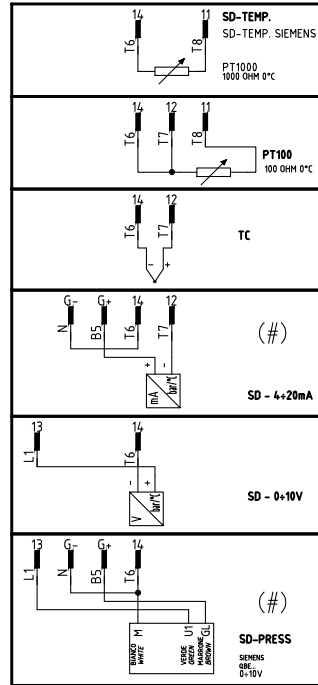 14 11 SD-TEMP.
SD-TEMP. SIEMENS
T6 T8
PT1000
1000 OHM 0°C
14 12 11
T6 T7 T8
PT100
100 OHM 0°C
14 12
T6 T7
TC
- +
G- G+ 14 12
N B5 T6 T7
(#)
+ -
mA bar/°C
SD - 4÷20mA
13 14
L1 T6
- +
V bar/°C
SD - 0÷10V
13 G- G+ 14
L1 N B5 T6
(#)
M U1 GL
BIANCO
WHITE
VERDE
GREEN
MARRONE
BROWN
SD-PRESS
SIEMENS
QBE...
0÷10V